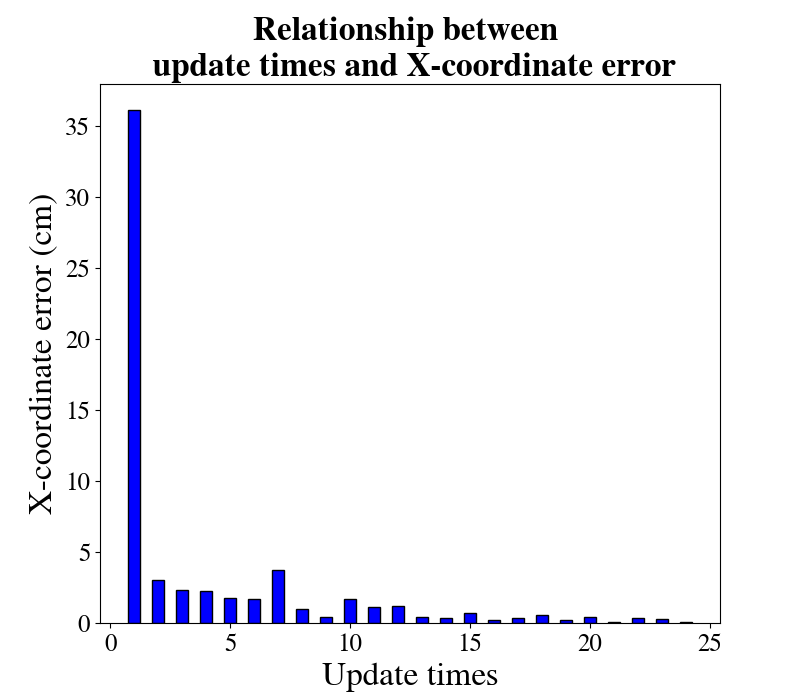 Relationship between
update times and X-coordinate error
X-coordinate error (cm)
35
30
25
20
15
10
5
0
0 5 10 15 20 25
Update times